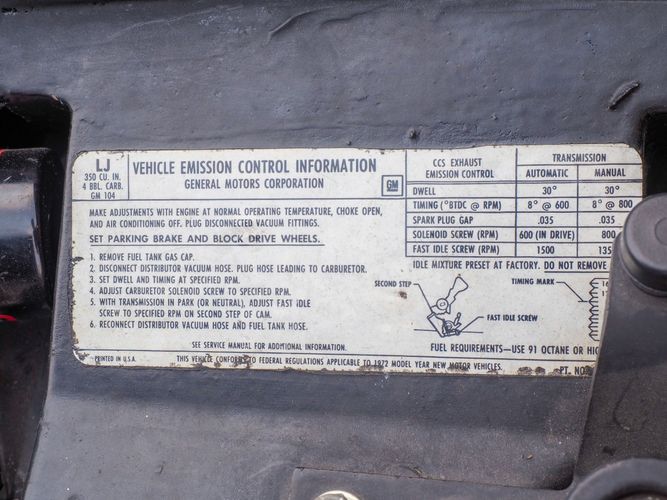 LJ
350 CU. IN.
4 BBL. CARB.
GM 104
VEHICLE EMISSION CONTROL INFORMATION
GENERAL MOTORS CORPORATION
GM
MAKE ADJUSTMENTS WITH ENGINE AT NORMAL OPERATING TEMPERATURE, CHOKE OPEN,
AND AIR CONDITIONING OFF. PLUG DISCONNECTED VACUUM FITTINGS.
SET PARKING BRAKE AND BLOCK DRIVE WHEELS.
1. REMOVE FUEL TANK GAS CAP.
2. DISCONNECT DISTRIBUTOR VACUUM HOSE. PLUG HOSE LEADING TO CARBURETOR.
3. SET DWELL AND TIMING AT SPECIFIED RPM.
4. ADJUST CARBURETOR SOLENOID SCREW TO SPECIFIED RPM.
5. WITH TRANSMISSION IN PARK (OR NEUTRAL), ADJUST FAST IDLE
SCREW TO SPECIFIED RPM ON SECOND STEP OF CAM.
6. RECONNECT DISTRIBUTOR VACUUM HOSE AND FUEL TANK HOSE.
SEE SERVICE MANUAL FOR ADDITIONAL INFORMATION.
PRINTED IN U.S.A.
THIS VEHICLE CONFORMS TO FEDERAL REGULATIONS APPLICABLE TO 1972 MODEL YEAR NEW MOTOR VEHICLES.
CCS EXHAUST
EMISSION CONTROL
TRANSMISSION
AUTOMATIC MANUAL
DWELL 30° 30°
TIMING (°BTDC @ RPM) 8° @ 600 8° @ 800
SPARK PLUG GAP .035 .035
SOLENOID SCREW (RPM) 600 (IN DRIVE) 800
FAST IDLE SCREW (RPM) 1500 135
IDLE MIXTURE PRESET AT FACTORY. DO NOT REMOVE
SECOND STEP
TIMING MARK
FAST IDLE SCREW
FUEL REQUIREMENTS—USE 91 OCTANE OR
PT. NO.